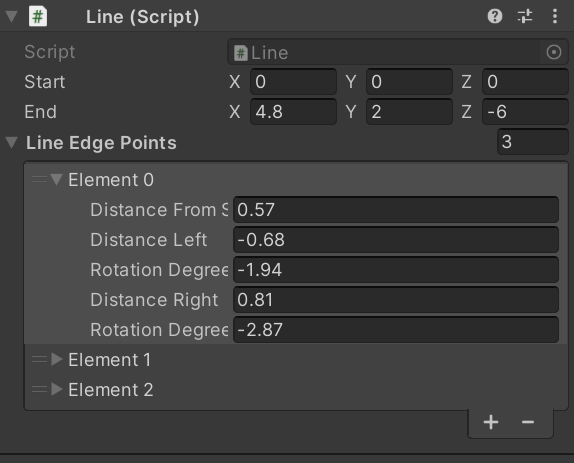 # Line (Script)
Script # Line
Start X 0 Y 0 Z 0
End X 4.8 Y 2 Z -6
Line Edge Points 3
Element 0
Distance From S 0.57
Distance Left -0.68
Rotation Degree -1.94
Distance Right 0.81
Rotation Degree -2.87
Element 1
Element 2
+ −